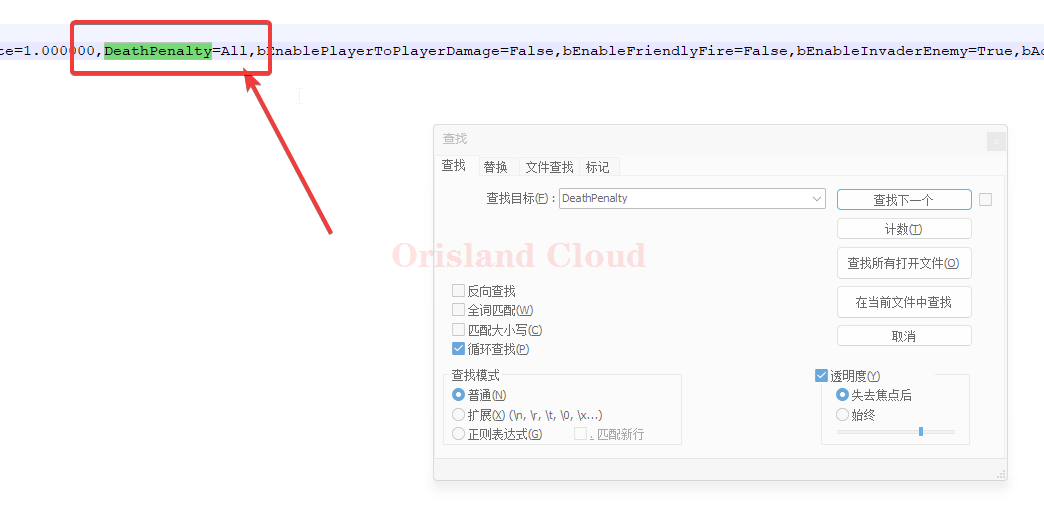 te=1.000000,DeathPenalty=All,bEnablePlayerToPlayerDamage=False,bEnableFriendlyFire=False,bEnableInvaderEnemy=True,bAc
查找
查找 替换 文件查找 标记
查找目标(F) : DeathPenalty 查找下一个
计数(T)
查找所有打开文件(O)
Orisland Cloud
反向查找
在当前文件中查找
全词匹配(W)
匹配大小写(C)
取消
循环查找(P)
查找模式
透明度(Y)
普通(N)
失去焦点后
扩展(X) (\n, \r, \t, \0, \x...)
始终
正则表达式(G) . 匹配新行